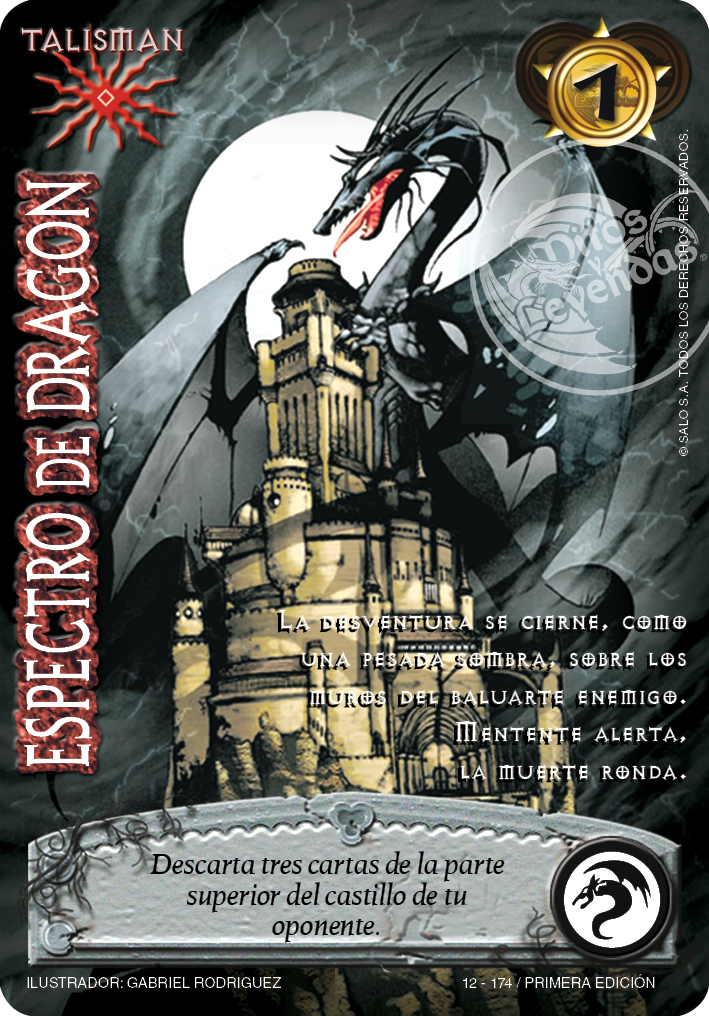 TALISMAN
1
ESPECTRO DE DRAGON
Mitos
y
Leyendas
®
© SALO S.A. TODOS LOS DERECHOS RESERVADOS.
La desventura se cierne, como
una pesada sombra, sobre los
muros del baluarte enemigo.
Mentente alerta,
la muerte ronda.
Descarta tres cartas de la parte
superior del castillo de tu
oponente.
ILUSTRADOR: GABRIEL RODRIGUEZ
12 - 174 / PRIMERA EDICIÓN